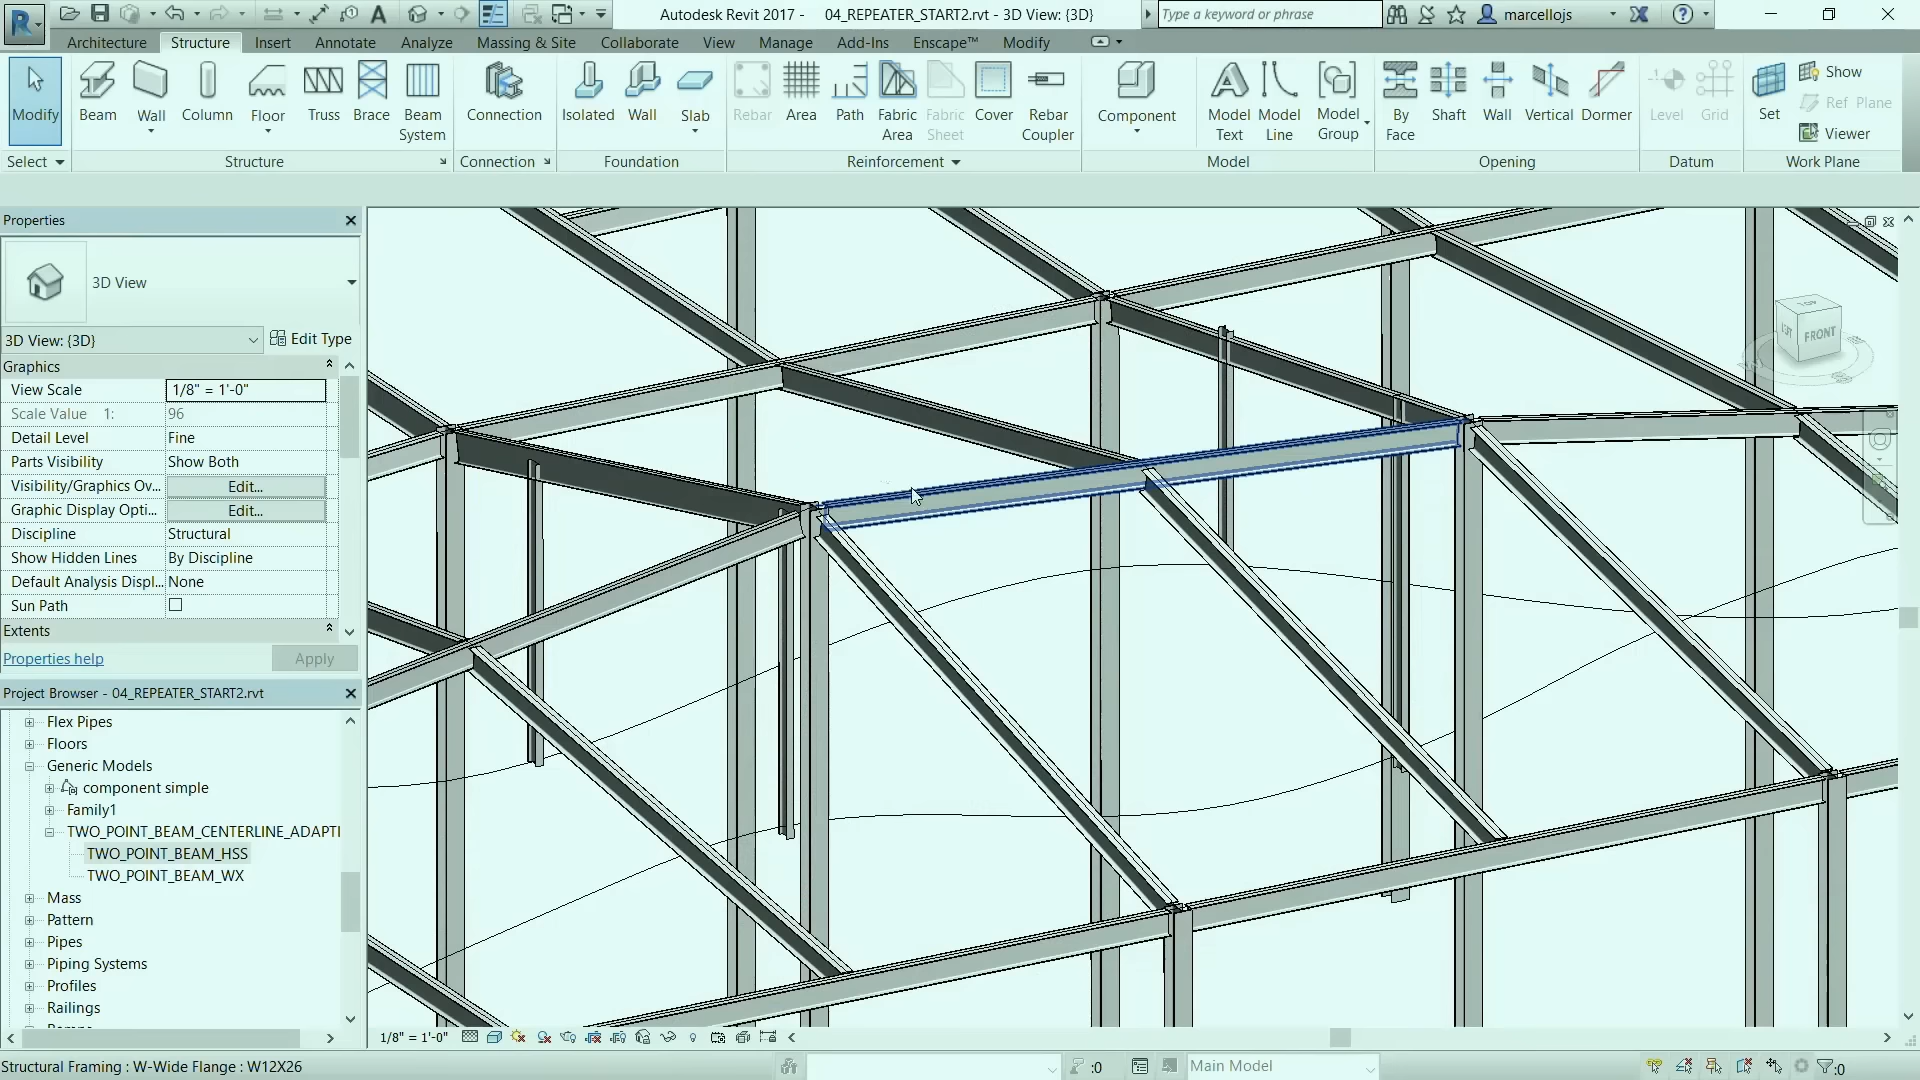 Autodesk Revit 2017 - 04_REPEATER_START2.rvt - 3D View: {3D}
Type a keyword or phrase
marcellojs
Architecture Structure Insert Annotate Analyze Massing & Site Collaborate View Manage Add-Ins Enscape™ Modify
Modify
Beam
Wall
Column
Floor
Truss
Brace
Beam System
Connection
Isolated
Wall
Slab
Rebar
Area
Path
Fabric Area
Fabric Sheet
Cover
Rebar Coupler
Component
Model Text
Model Line
Model Group
By Face
Shaft
Wall
Vertical
Dormer
Level
Grid
Set
Show
Ref Plane
Viewer
Select
Structure
Connection
Foundation
Reinforcement
Model
Opening
Datum
Work Plane
Properties
3D View
3D View: {3D}
Edit Type
Graphics
View Scale 1/8" = 1'-0"
Scale Value 1: 96
Detail Level Fine
Parts Visibility Show Both
Visibility/Graphics Ov... Edit...
Graphic Display Opti... Edit...
Discipline Structural
Show Hidden Lines By Discipline
Default Analysis Displ... None
Sun Path
Extents
Properties help
Apply
Project Browser - 04_REPEATER_START2.rvt
Flex Pipes
Floors
Generic Models
component simple
Family1
TWO_POINT_BEAM_CENTERLINE_ADAPTI
TWO_POINT_BEAM_HSS
TWO_POINT_BEAM_WX
Mass
Pattern
Pipes
Piping Systems
Profiles
Railings
TOP
FRONT
1/8" = 1'-0"
Structural Framing : W-Wide Flange : W12X26
:0
Main Model
:0